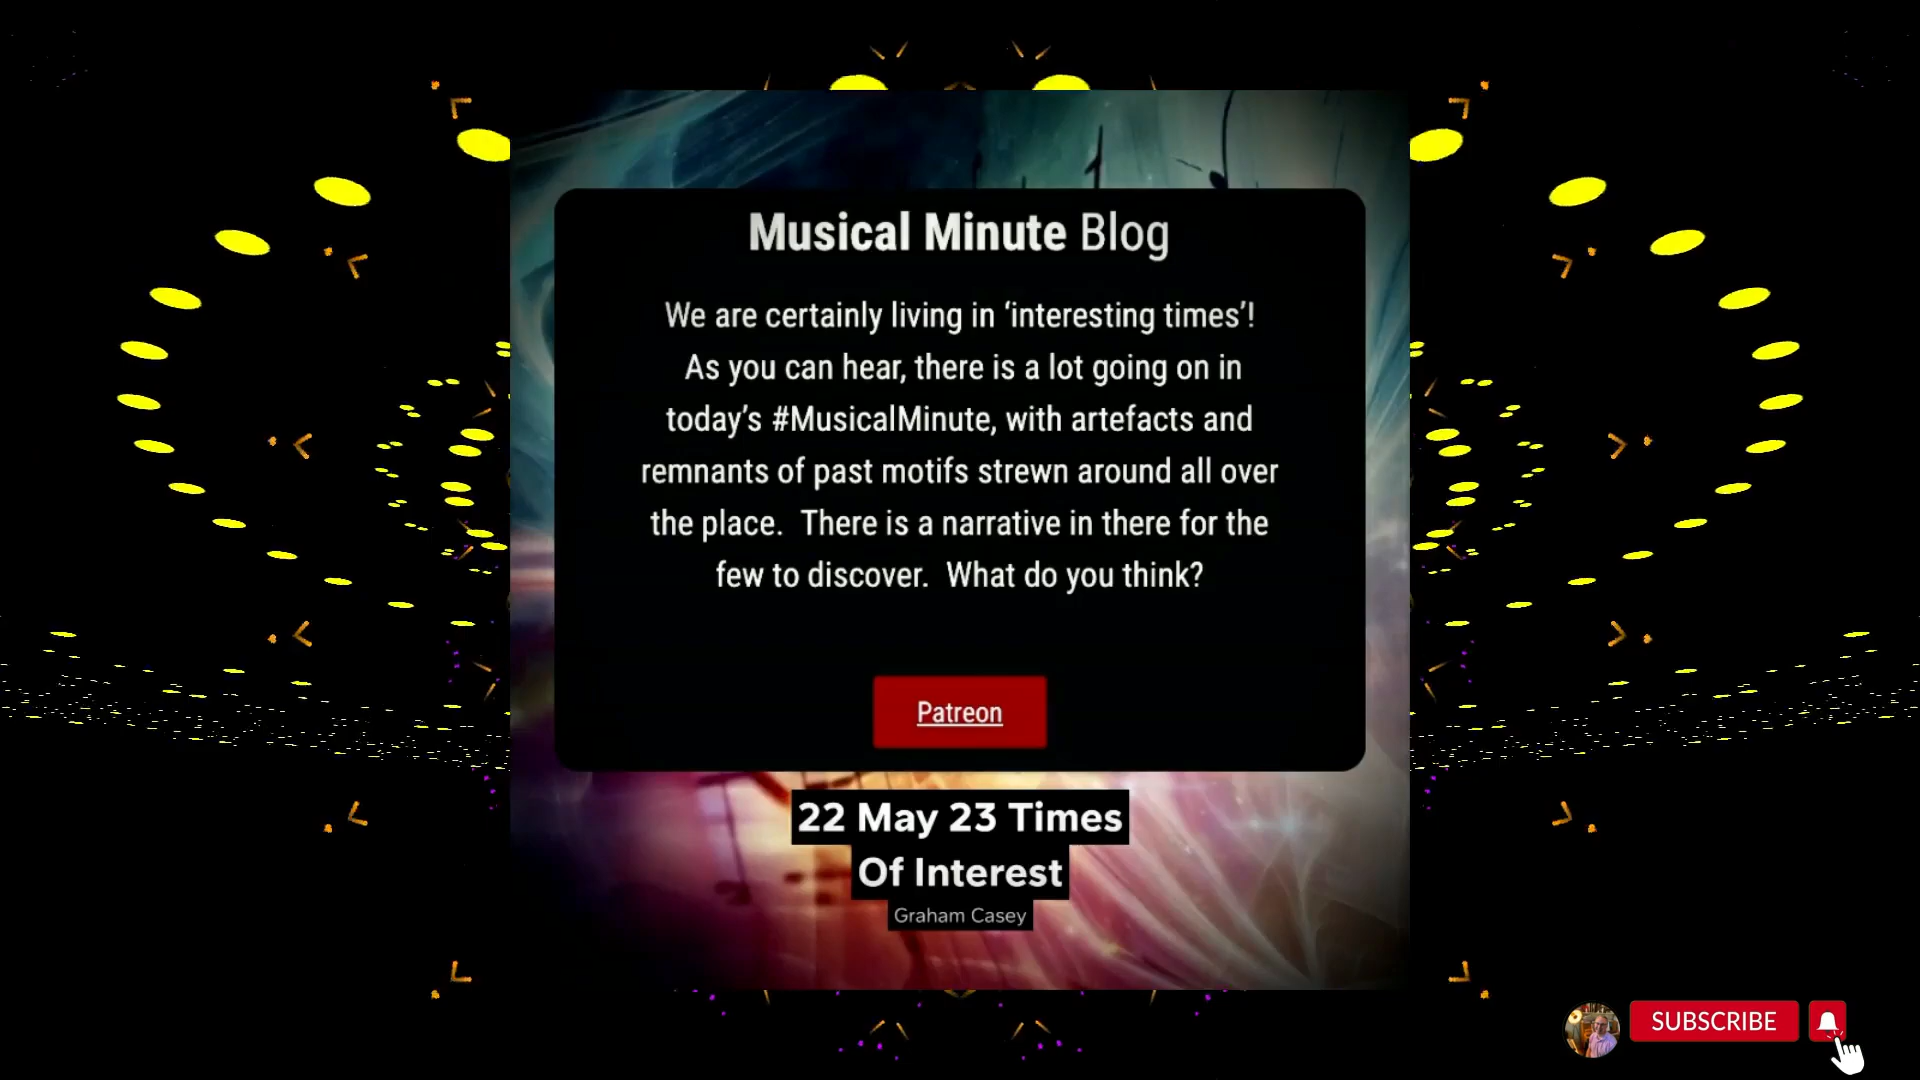 Musical Minute Blog
We are certainly living in ‘interesting times’!
As you can hear, there is a lot going on in
today’s #MusicalMinute, with artefacts and
remnants of past motifs strewn around all over
the place.  There is a narrative in there for the
few to discover.  What do you think?
Patreon
22 May 23 Times
Of Interest
Graham Casey
SUBSCRIBE